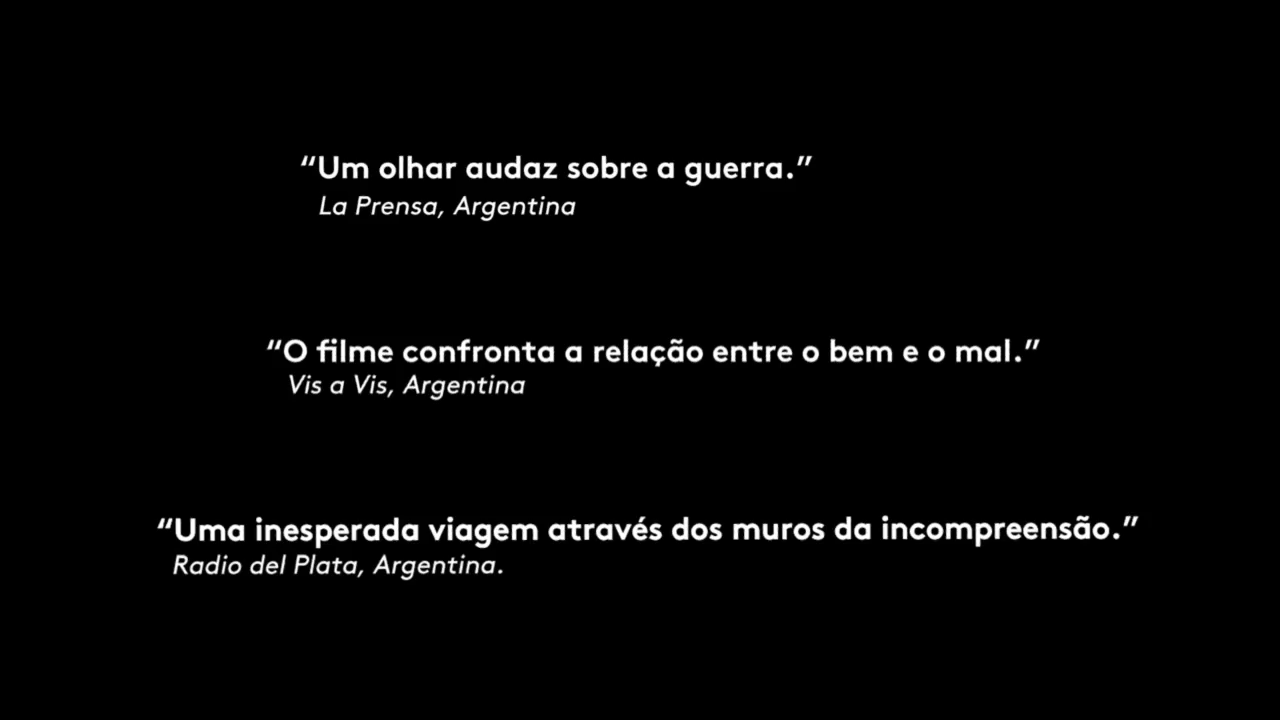 “Um olhar audaz sobre a guerra.”
La Prensa, Argentina
“O filme confronta a relação entre o bem e o mal.”
Vis a Vis, Argentina
“Uma inesperada viagem através dos muros da incompreensão.”
Radio del Plata, Argentina.